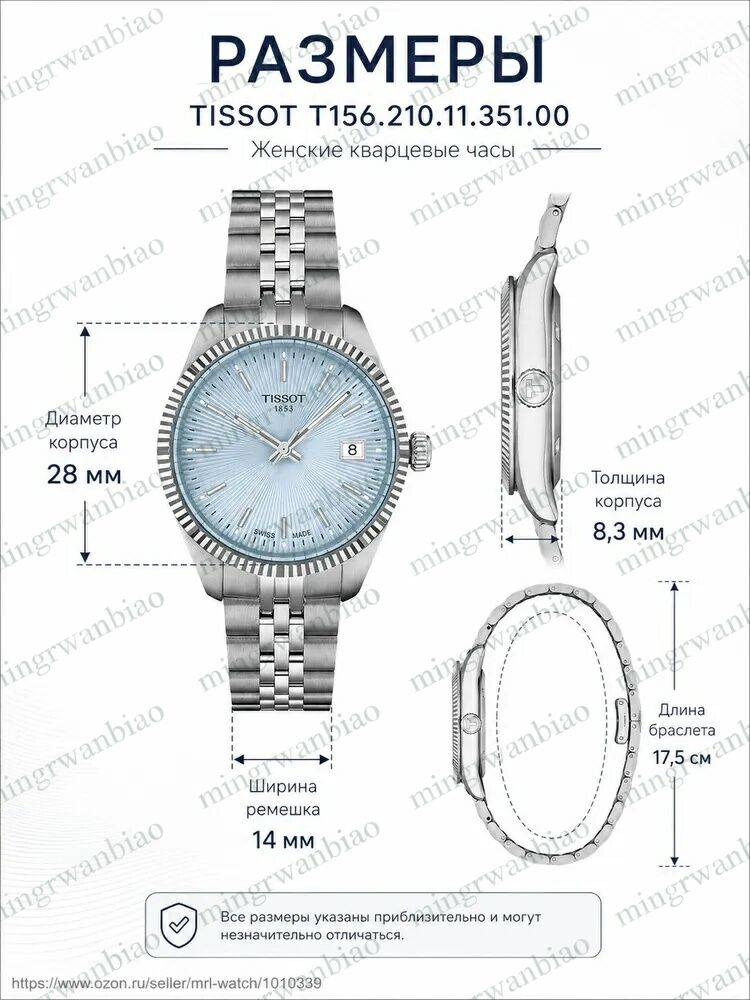 РАЗМЕРЫ
TISSOT T156.210.11.351.00
Женские кварцевые часы
Диаметр
корпуса
28 мм
TISSOT
1853
8
SWISS MADE
Толщина
корпуса
8,3 мм
Длина
браслета
17,5 см
Ширина
ремешка
14 мм
Все размеры указаны приблизительно и могут
незначительно отличаться.
https://www.ozon.ru/seller/mrl-watch/1010339
mingrwanbiao